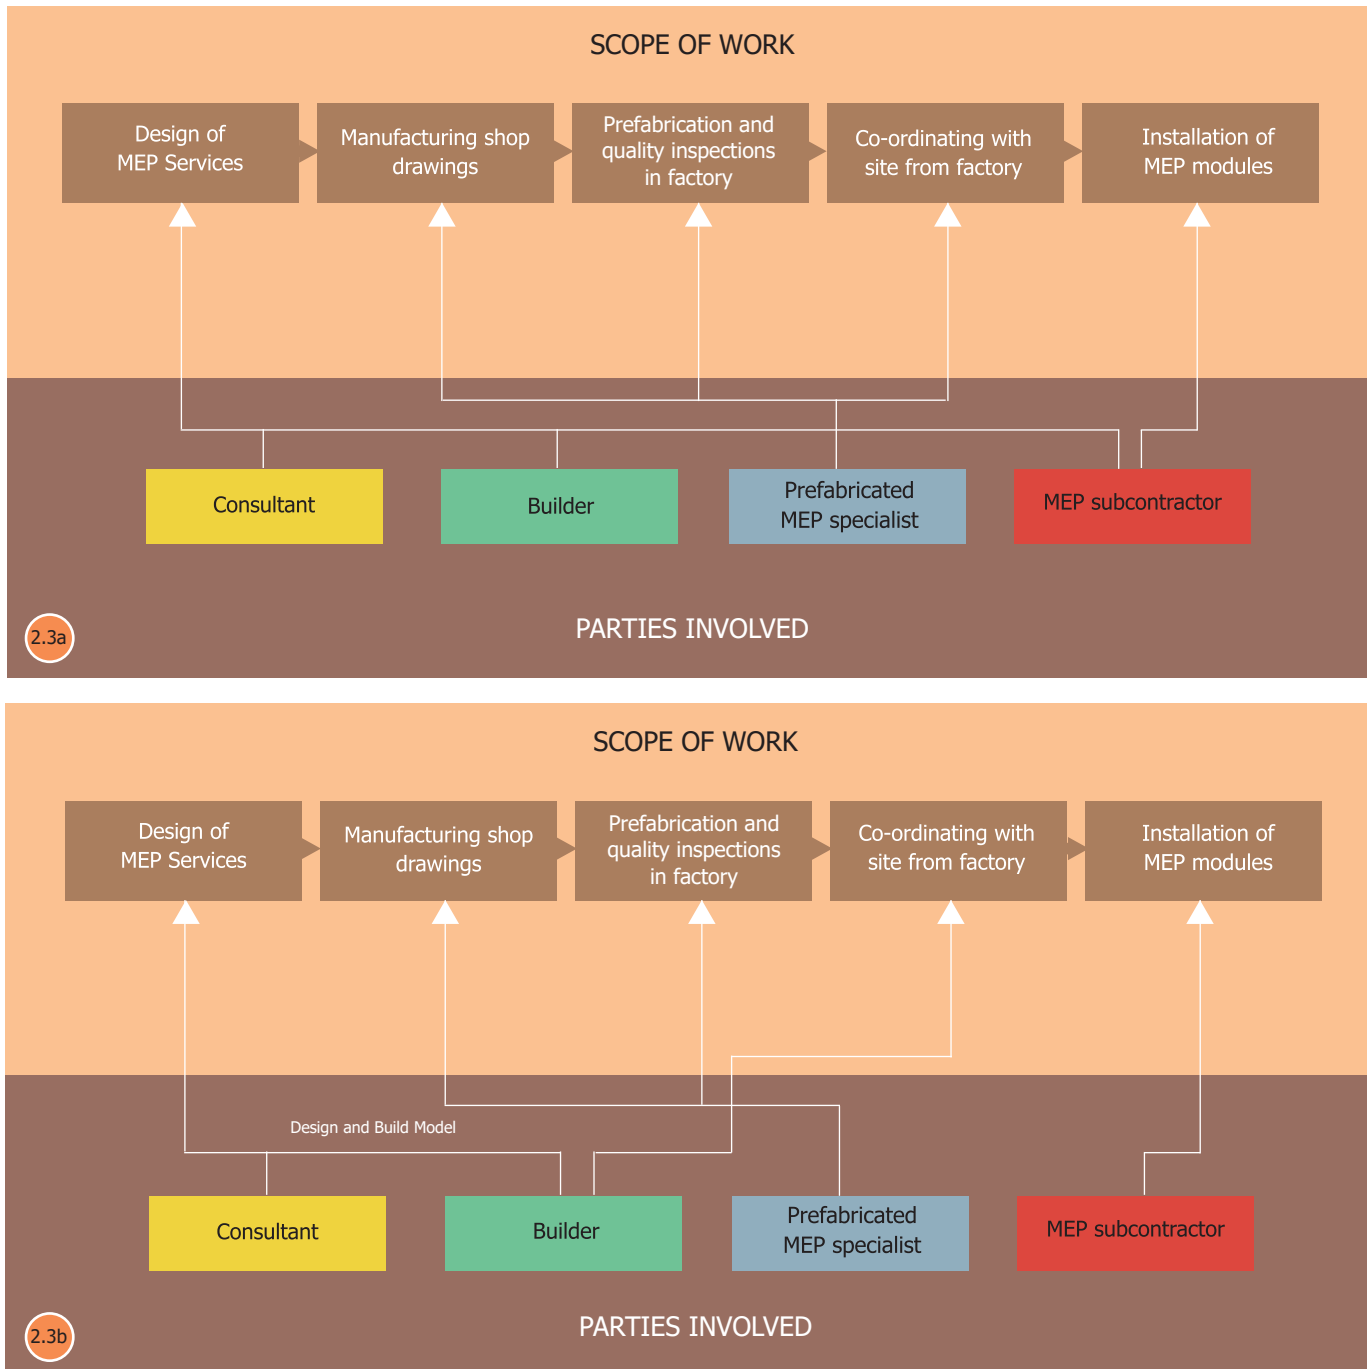 SCOPE OF WORK
Design of
MEP Services
Manufacturing shop
drawings
Prefabrication and
quality inspections
in factory
Co-ordinating with
site from factory
Installation of
MEP modules
Consultant
Builder
Prefabricated
MEP specialist
MEP subcontractor
2.3a
PARTIES INVOLVED
SCOPE OF WORK
Design of
MEP Services
Manufacturing shop
drawings
Prefabrication and
quality inspections
in factory
Co-ordinating with
site from factory
Installation of
MEP modules
Design and Build Model
Consultant
Builder
Prefabricated
MEP specialist
MEP subcontractor
2.3b
PARTIES INVOLVED